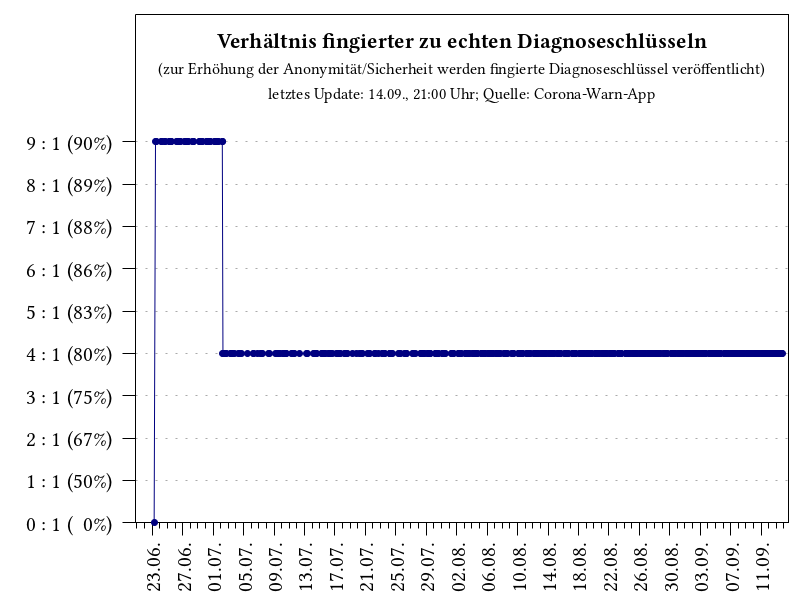 Verhältnis fingierter zu echten Diagnoseschlüsseln
(zur Erhöhung der Anonymität/Sicherheit werden fingierte Diagnoseschlüssel veröffentlicht)
letztes Update: 14.09., 21:00 Uhr; Quelle: Corona-Warn-App
9 : 1 (90%)
8 : 1 (89%)
7 : 1 (88%)
6 : 1 (86%)
5 : 1 (83%)
4 : 1 (80%)
3 : 1 (75%)
2 : 1 (67%)
1 : 1 (50%)
0 : 1 ( 0%)
23.06.
27.06.
01.07.
05.07.
09.07.
13.07.
17.07.
21.07.
25.07.
29.07.
02.08.
06.08.
10.08.
14.08.
18.08.
22.08.
26.08.
30.08.
03.09.
07.09.
11.09.